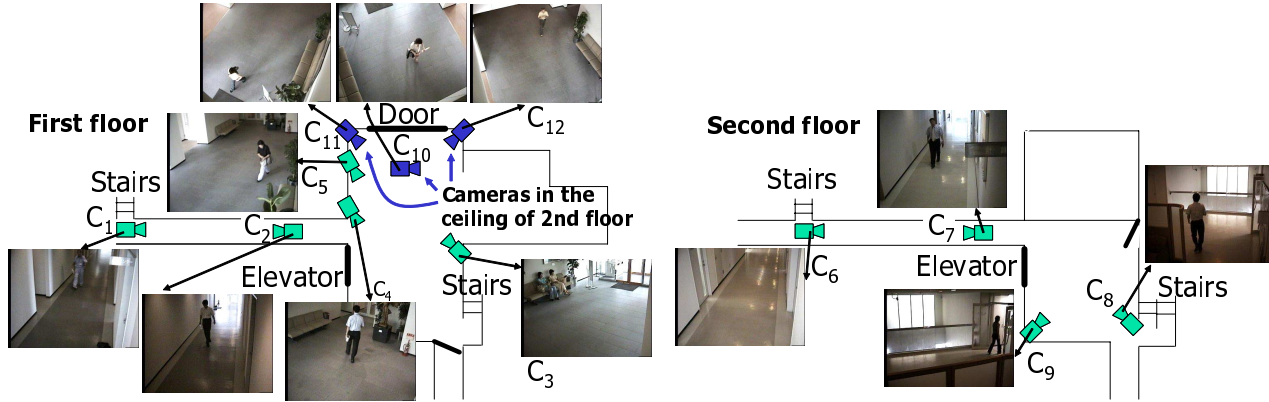 First floor
Door
C11
C10
C12
C5
Stairs
Cameras in the
ceiling of 2nd floor
C1
C2
Elevator
C4
Stairs
C3
Second floor
Stairs
C7
C6
Elevator
C8
Stairs
C9